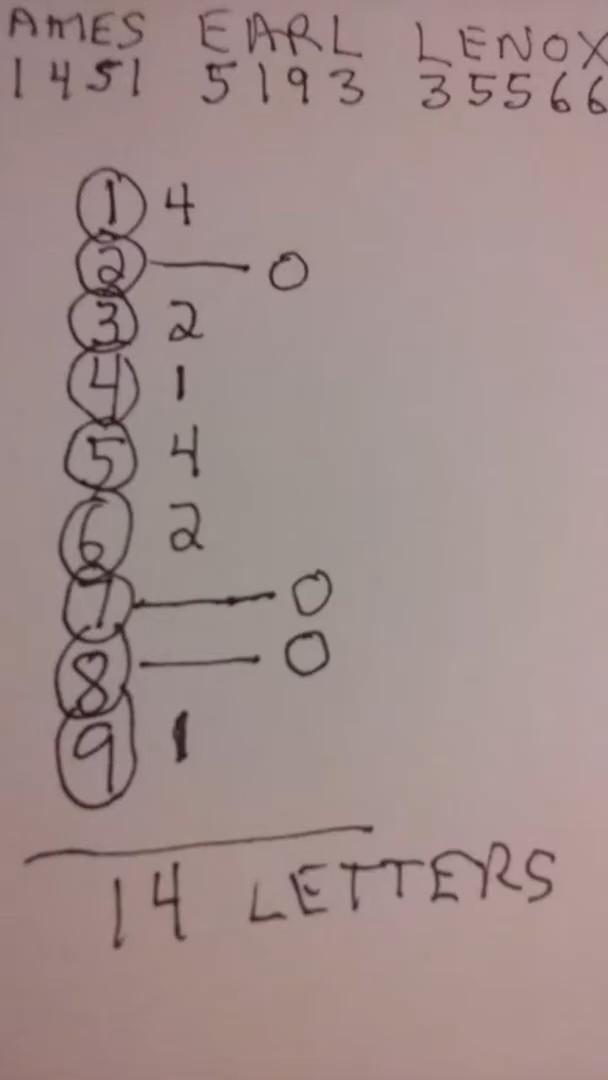 AMES EARL LENOX
1451 5193 35566
1 4
2 — 0
3 2
4 1
5 4
6 2
7 — 0
8 — 0
9 1
14 LETTERS